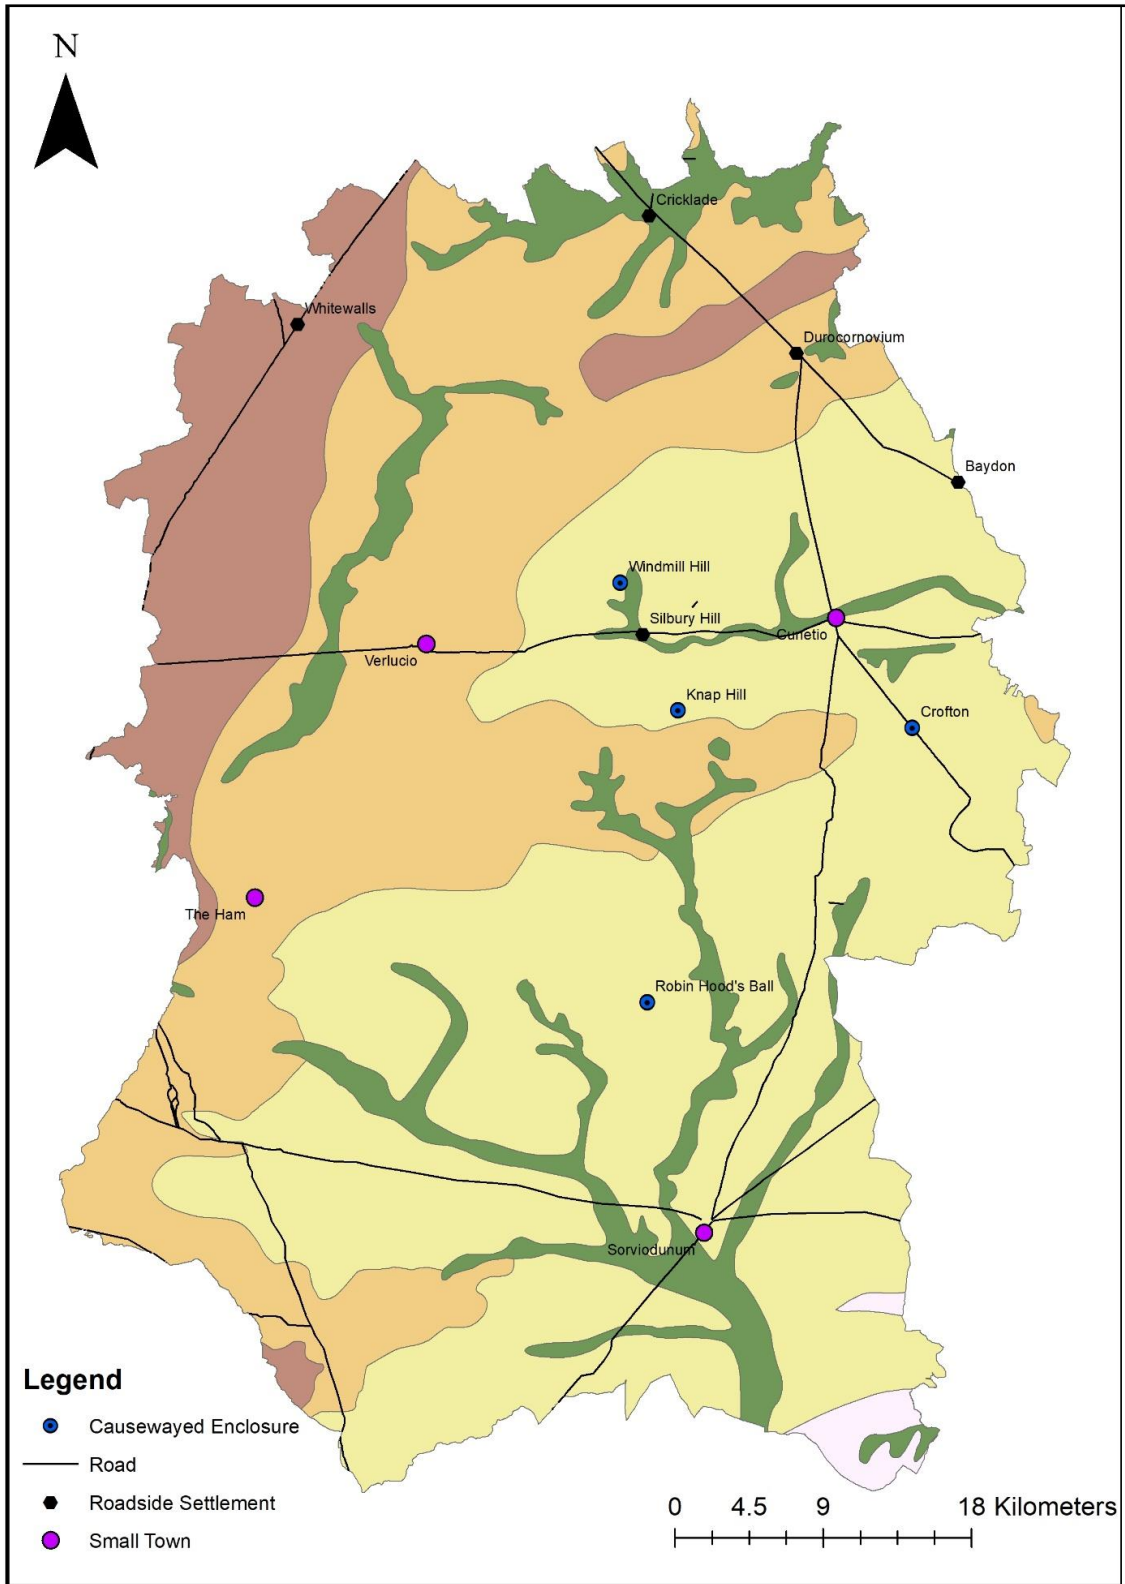 N
Cricklade
Whitewalls
Durocornovium
Baydon
Windmill Hill
Silbury Hill
Cunetio
Verlucio
Knap Hill
Crofton
The Ham
Robin Hood's Ball
Sorviodunum
Legend
Causewayed Enclosure
Road
Roadside Settlement
Small Town
0 4.5 9 18 Kilometers